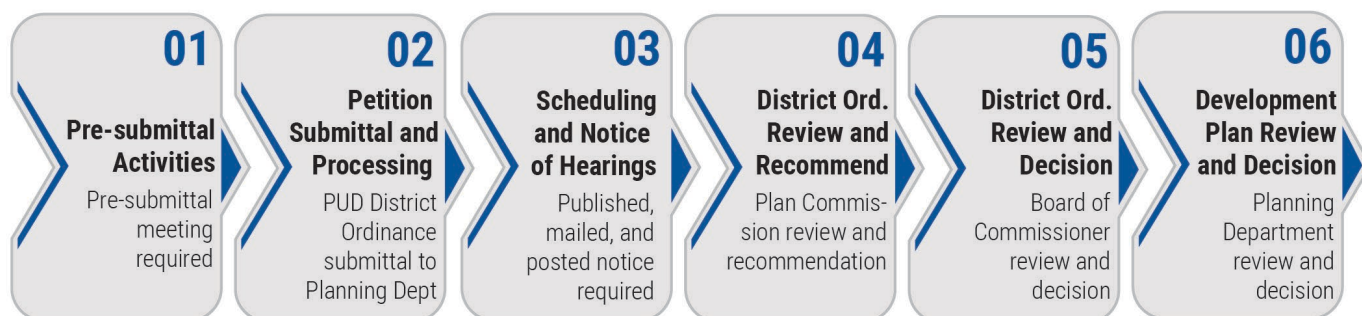 01
Pre-submittal
Activities
Pre-submittal
meeting
required
02
Petition
Submittal and
Processing
PUD District
Ordinance
submittal to
Planning Dept
03
Scheduling
and Notice
of Hearings
Published,
mailed, and
posted notice
required
04
District Ord.
Review and
Recommend
Plan Commis-
sion review and
recommendation
05
District Ord.
Review and
Decision
Board of
Commissioner
review and
decision
06
Development
Plan Review
and Decision
Planning
Department
review and
decision